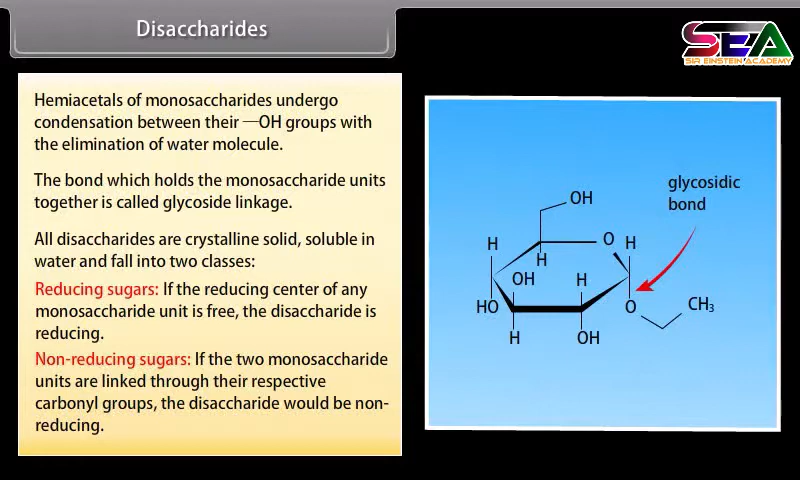 Disaccharides
SEA
SIR EINSTEIN ACADEMY
Hemiacetals of monosaccharides undergo
condensation between their —OH groups with
the elimination of water molecule.
The bond which holds the monosaccharide units
together is called glycoside linkage.
All disaccharides are crystalline solid, soluble in
water and fall into two classes:
Reducing sugars: If the reducing center of any
monosaccharide unit is free, the disaccharide is
reducing.
Non-reducing sugars: If the two monosaccharide
units are linked through their respective
carbonyl groups, the disaccharide would be non-
reducing.
glycosidic
bond
OH
H O H
H
OH H
HO O CH₃
H OH